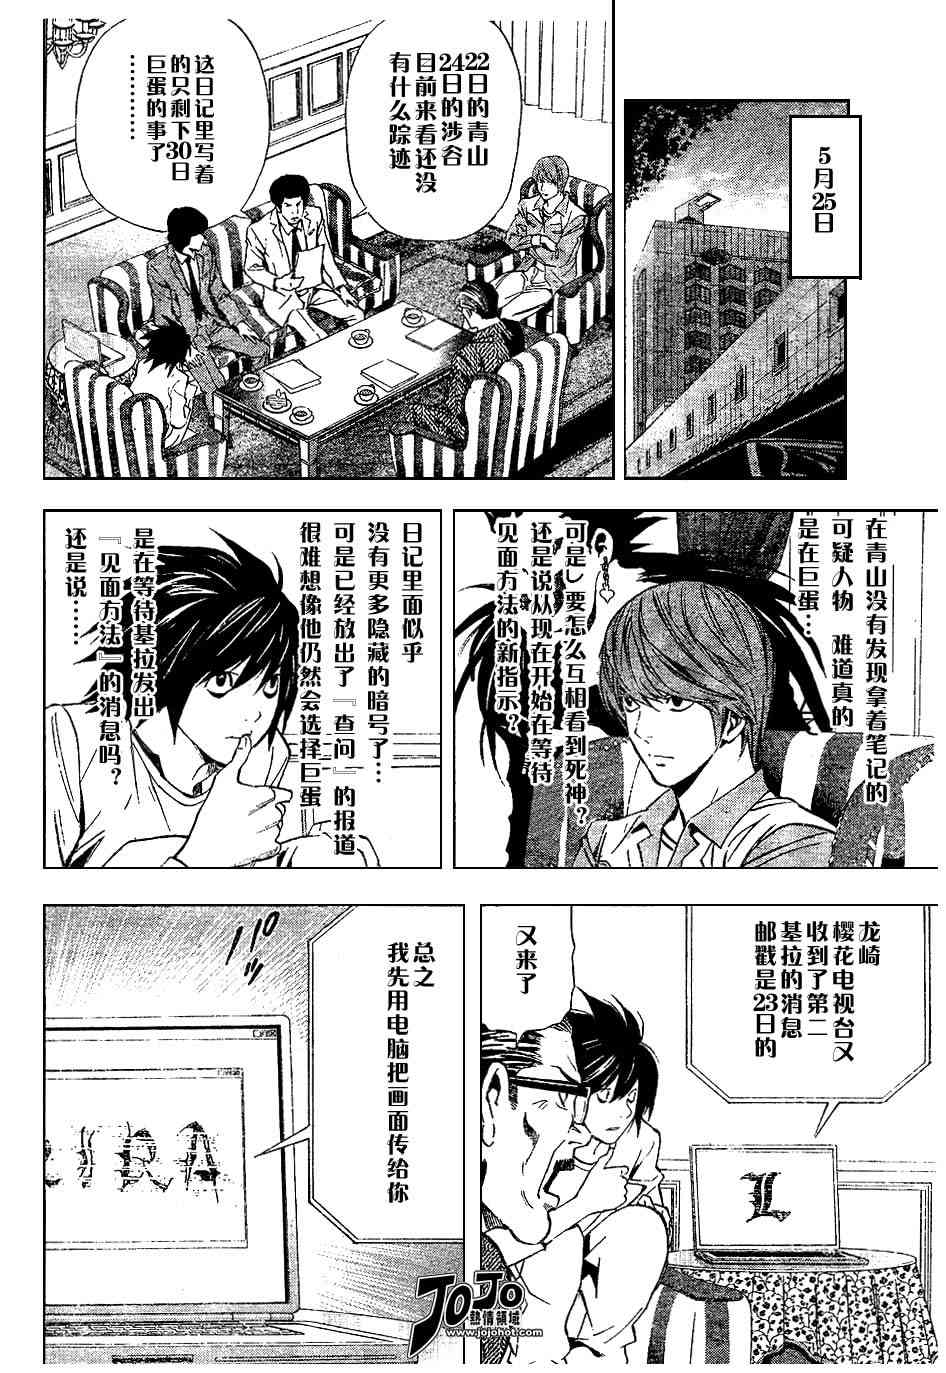 5月25日
22日的青山
24日的涉谷
目前来看还没
有什么踪迹
这日记里写着
的只剩下30日
巨蛋的事了
…………
在青山没有发现拿着笔记的
可疑人物 难道真的
是在巨蛋…
可是、要怎么互相看到死神?
还是说从现在开始在等待
见面方法的新指示?
日记里面似乎
没有更多隐藏的暗号了…
可是已经放出了『查问』的报道
很难想像他仍然会选择巨蛋
是在等待基拉发出
『见面方法』的消息吗?
还是说……
龙崎
樱花电视台又
收到了第二
基拉的消息
邮戳是23日的
又来了
L
总之
我先用电脑把画面传给你
KIRA
JOJO
熱情領域
www.jojohot.com